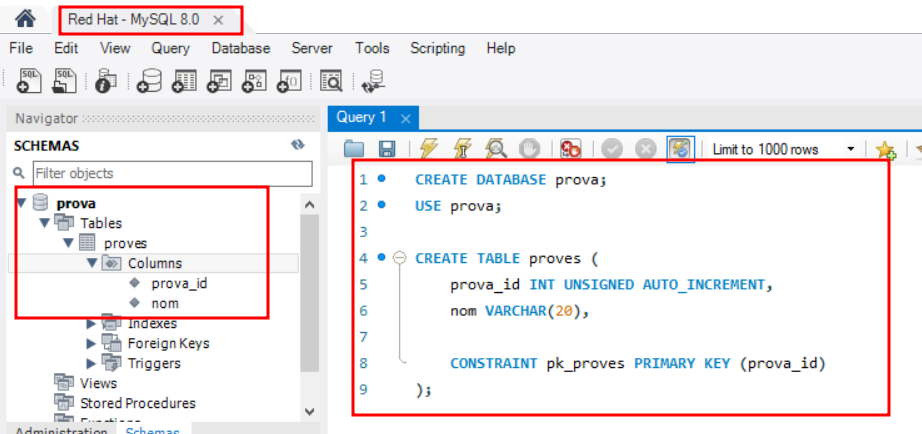 Red Hat - MySQL 8.0 ×
File Edit View Query Database Server Tools Scripting Help
Navigator
SCHEMAS
Filter objects
prova
Tables
proves
Columns
prova_id
nom
Indexes
Foreign Keys
Triggers
Views
Stored Procedures
Functions
Administration Schemas
Query 1 ×
Limit to 1000 rows
1 CREATE DATABASE prova;
2 USE prova;
3
4 CREATE TABLE proves (
5 prova_id INT UNSIGNED AUTO_INCREMENT,
6 nom VARCHAR(20),
7
8 CONSTRAINT pk_proves PRIMARY KEY (prova_id)
9 );